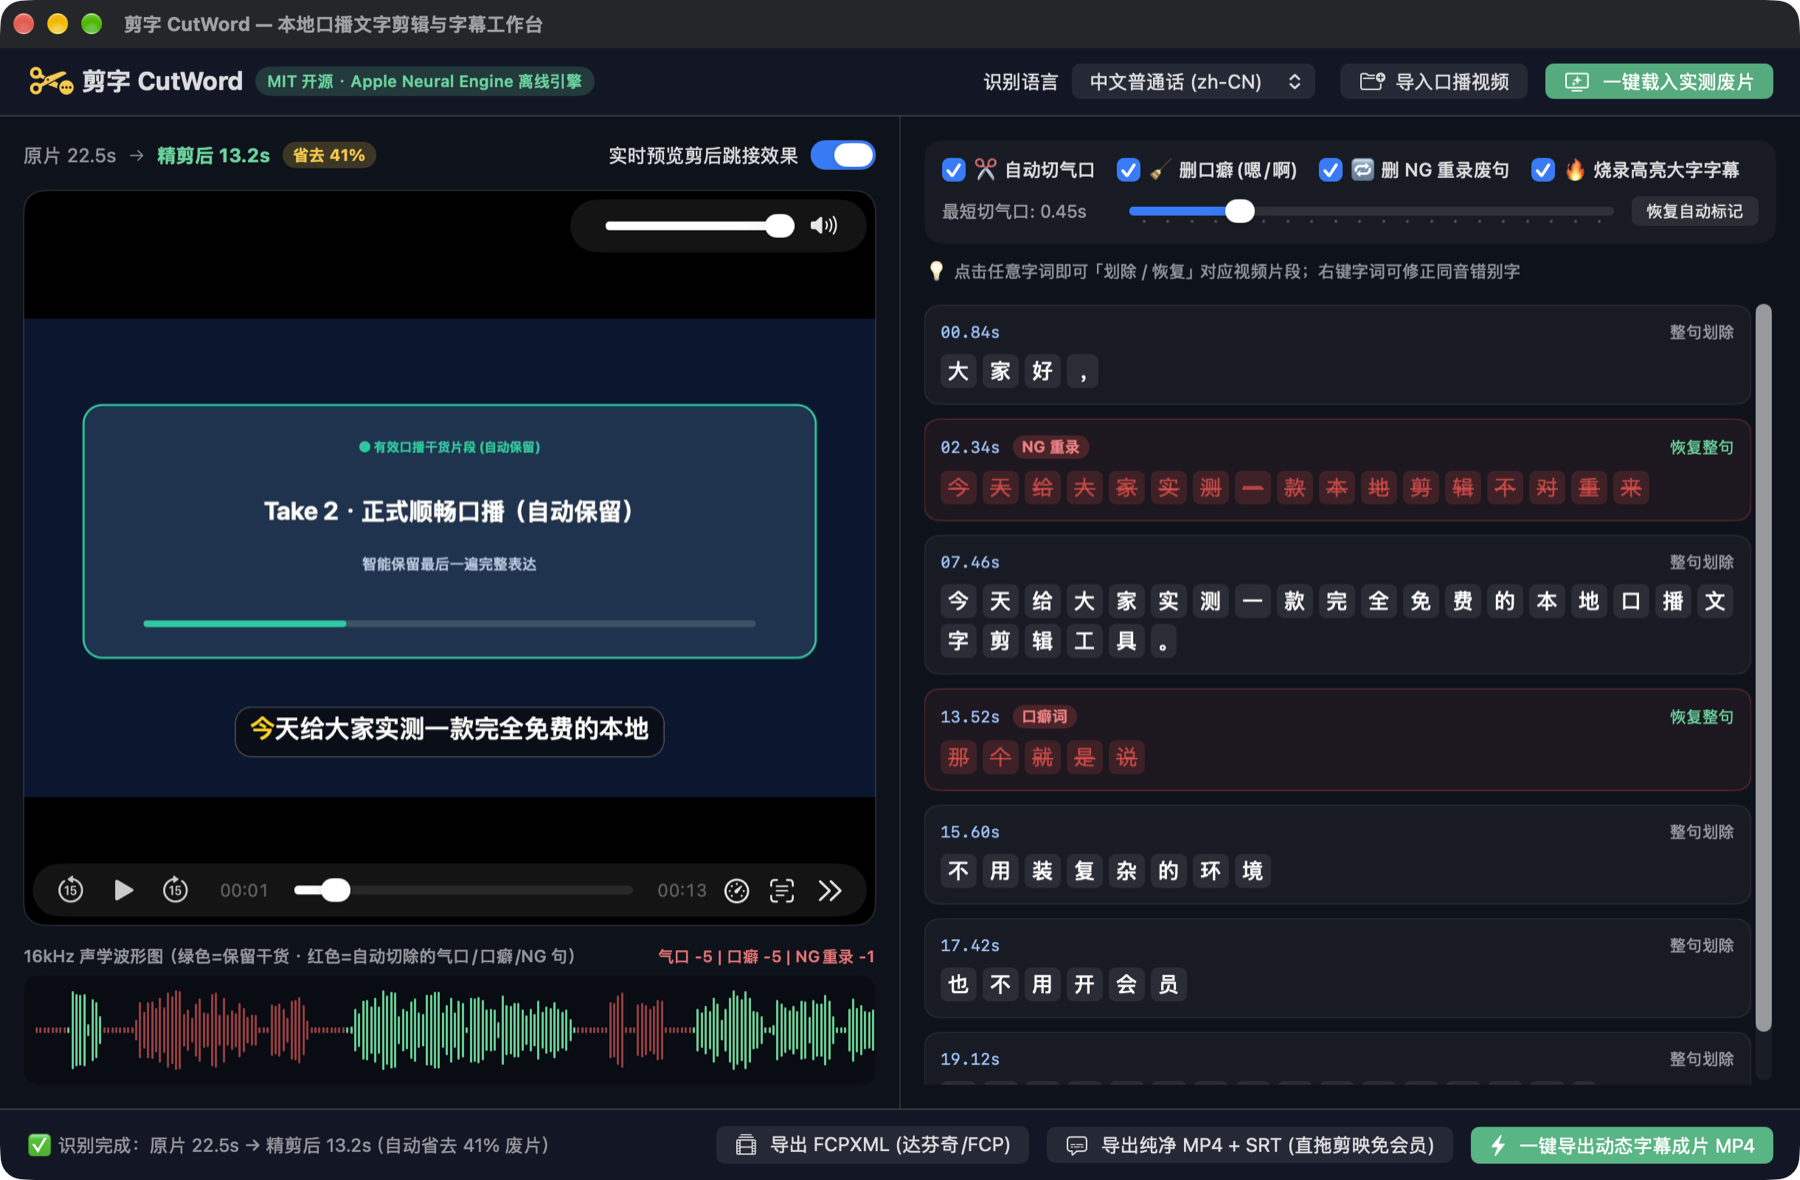 剪字 CutWord — 本地口播文字剪辑与字幕工作台
剪字 CutWord
MIT 开源 · Apple Neural Engine 离线引擎
识别语言
中文普通话 (zh-CN)
导入口播视频
一键载入实测废片
原片 22.5s → 精剪后 13.2s 省去 41%
实时预览剪后跳接效果
有效口播干货片段 (自动保留)
Take 2 · 正式顺畅口播（自动保留）
智能保留最后一遍完整表达
今天给大家实测一款完全免费的本地
15
15
00:01
00:13
16kHz 声学波形图 (绿色=保留干货 · 红色=自动切除的气口/口癖/NG 句)
气口 -5 | 口癖 -5 | NG重录 -1
自动切气口
删口癖(嗯/啊)
删 NG 重录废句
烧录高亮大字字幕
最短切气口: 0.45s
恢复自动标记
点击任意字词即可「划除 / 恢复」对应视频片段；右键字词可修正同音错别字
00.84s
整句划除
大家好，
02.34s NG 重录
恢复整句
今天给大家实测一款本地剪辑不对重来
07.46s
整句划除
今天给大家实测一款完全免费的本地口播文
字剪辑工具。
13.52s 口癖词
恢复整句
那个就是说
15.60s
整句划除
不用装复杂的环境
17.42s
整句划除
也不用开会员
19.12s
整句划除
识别完成：原片 22.5s → 精剪后 13.2s (自动省去 41% 废片)
导出 FCPXML (达芬奇/FCP)
导出纯净 MP4 + SRT (直拖剪映免会员)
一键导出动态字幕成片 MP4